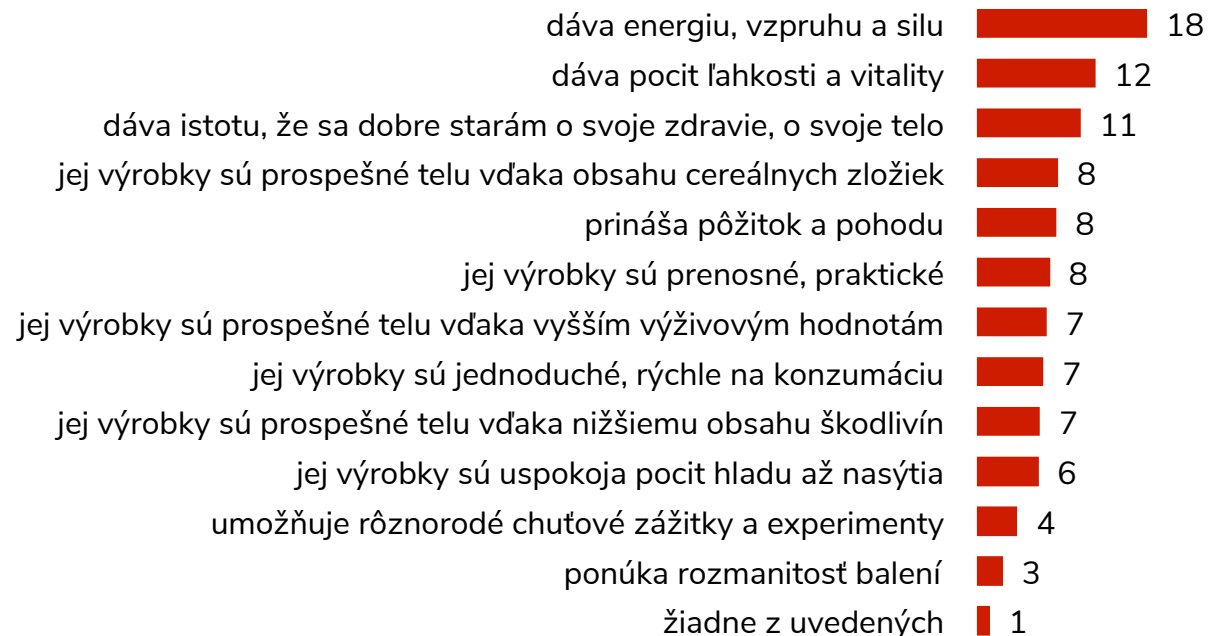 dáva energiu, vzpruhu a silu 18
dáva pocit ľahkosti a vitality 12
dáva istotu, že sa dobre starám o svoje zdravie, o svoje telo 11
jej výrobky sú prospešné telu vďaka obsahu cereálnych zložiek 8
prináša pôžitok a pohodu 8
jej výrobky sú prenosné, praktické 8
jej výrobky sú prospešné telu vďaka vyšším výživovým hodnotám 7
jej výrobky sú jednoduché, rýchle na konzumáciu 7
jej výrobky sú prospešné telu vďaka nižšiemu obsahu škodlivín 7
jej výrobky sú uspokoja pocit hladu až nasýtia 6
umožňuje rôznorodé chuťové zážitky a experimenty 4
ponúka rozmanitosť balení 3
žiadne z uvedených 1